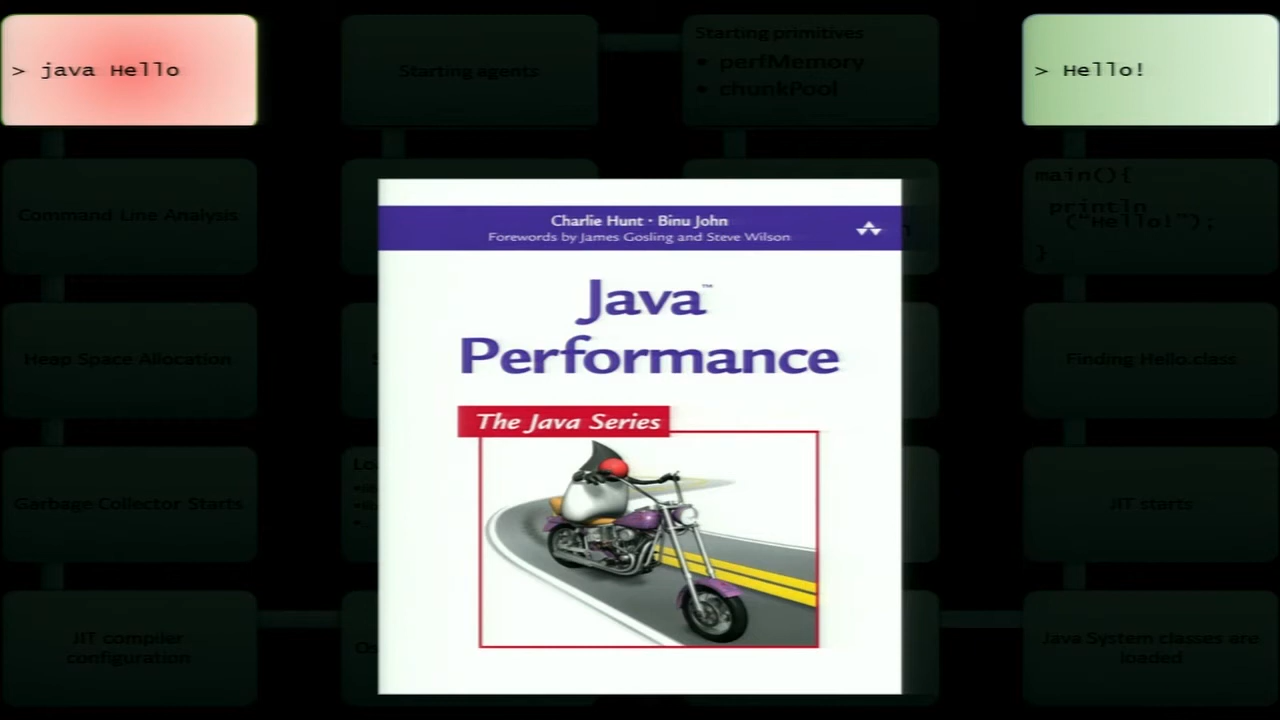 > java Hello
Starting agents
Starting primitives
• perfMemory
• chunkPool
> Hello!
Command Line Analysis
main(){
println
("Hello!");
}
Charlie Hunt · Binu John
Forewords by James Gosling and Steve Wilson
Java™
Performance
The Java Series
Heap Space Allocation
Finding Hello.class
Garbage Collector Starts
JIT starts
JIT compiler
configuration
Java System classes are
loaded